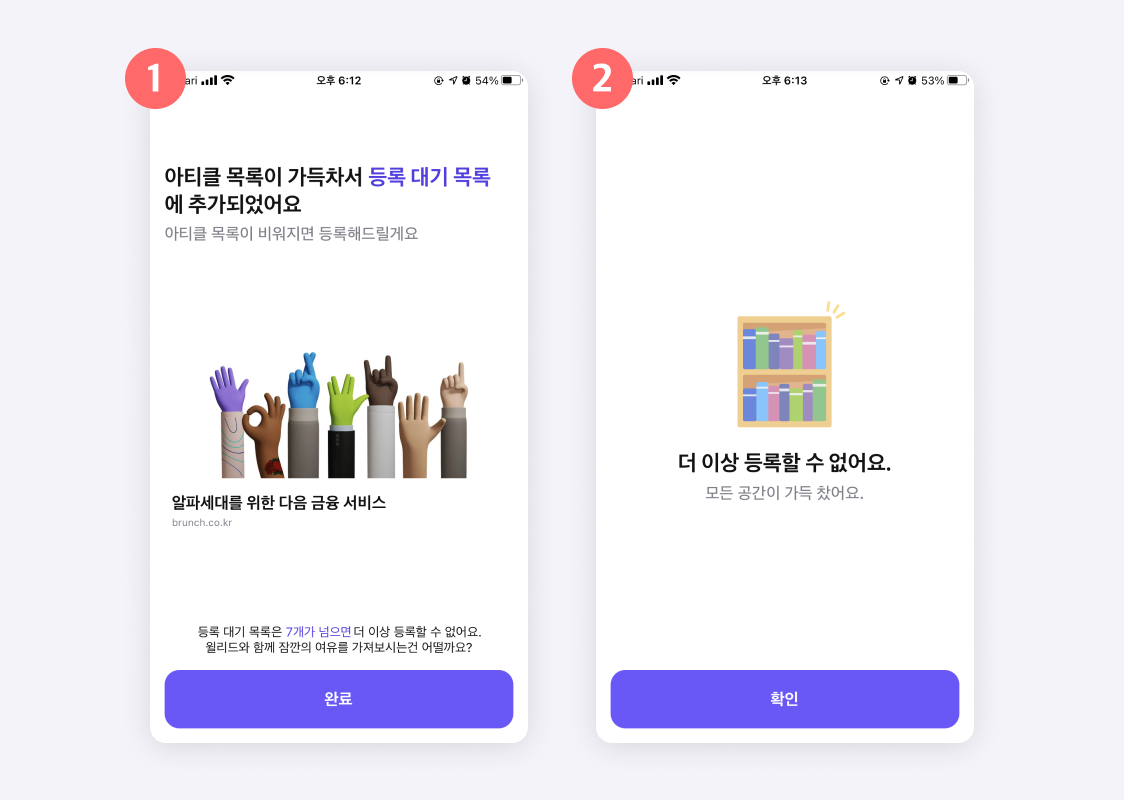 1
ari 오후 6:12 54%
아티클 목록이 가득차서 등록 대기 목록
에 추가되었어요
아티클 목록이 비워지면 등록해드릴게요
알파세대를 위한 다음 금융 서비스
brunch.co.kr
등록 대기 목록은 7개가 넘으면 더 이상 등록할 수 없어요.
윌리드와 함께 잠깐의 여유를 가져보시는건 어떨까요?
완료
2
ari 오후 6:13 53%
더 이상 등록할 수 없어요.
모든 공간이 가득 찼어요.
확인